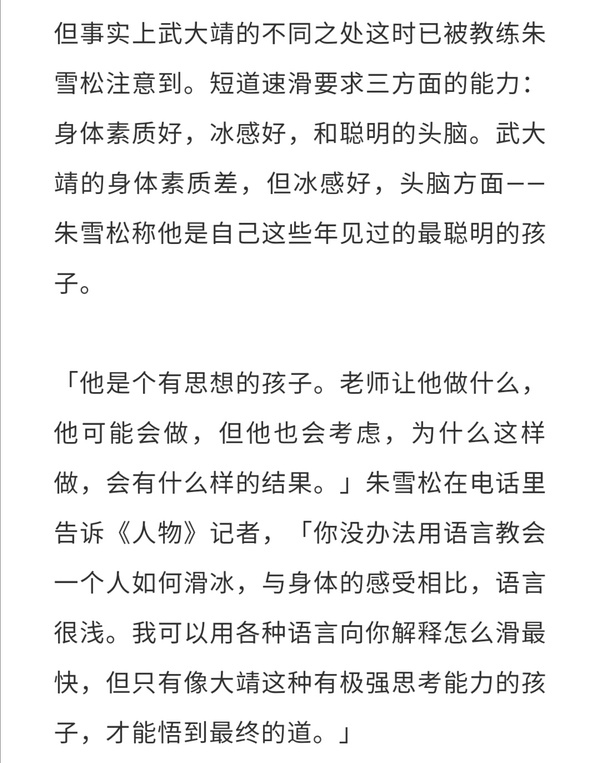 但事实上武大靖的不同之处这时已被教练朱
雪松注意到。短道速滑要求三方面的能力：
身体素质好，冰感好，和聪明的头脑。武大
靖的身体素质差，但冰感好，头脑方面——
朱雪松称他是自己这些年见过的最聪明的孩
子。
「他是个有思想的孩子。老师让他做什么，
他可能会做，但他也会考虑，为什么这样
做，会有什么样的结果。」朱雪松在电话里
告诉《人物》记者，「你没办法用语言教会
一个人如何滑冰，与身体的感受相比，语言
很浅。我可以用各种语言向你解释怎么滑最
快，但只有像大靖这种有极强思考能力的孩
子，才能悟到最终的道。」